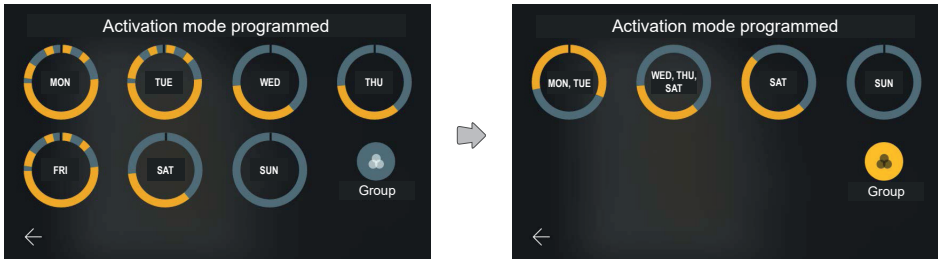 Activation mode programmed
MON
TUE
WED
THU
FRI
SAT
SUN
Group
Activation mode programmed
MON, TUE
WED, THU,
SAT
SAT
SUN
Group